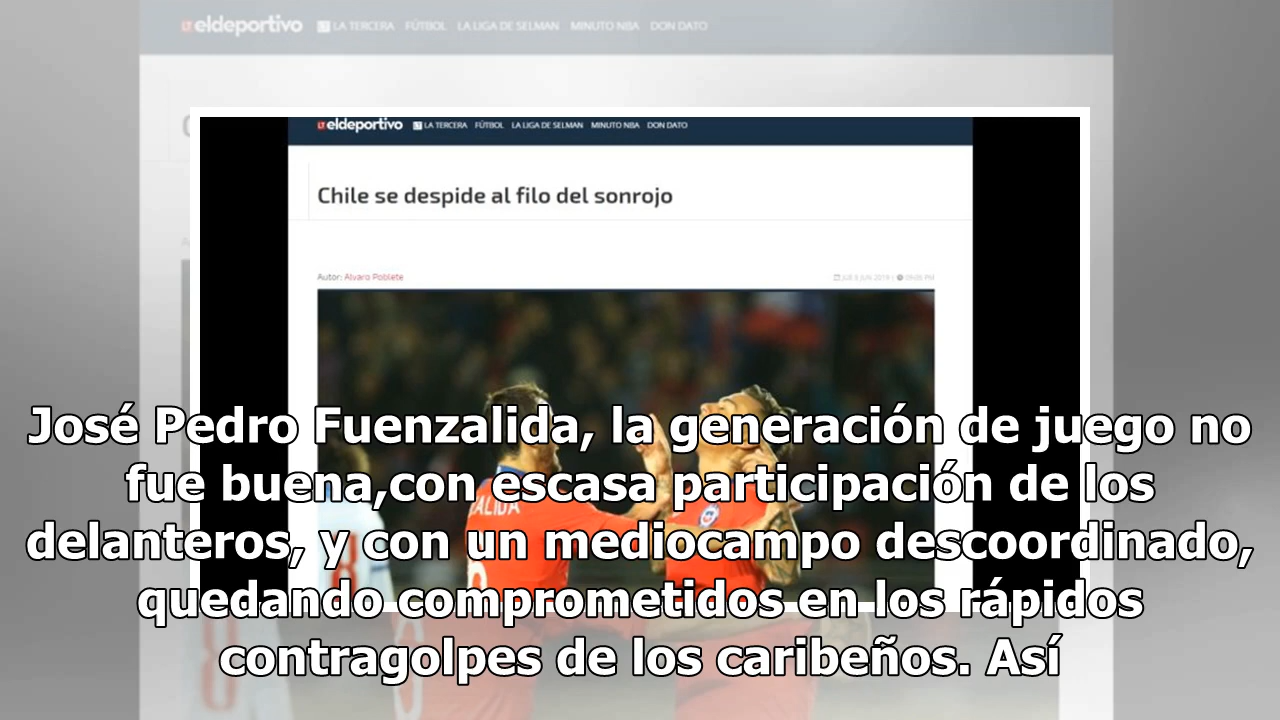 eldeportivo LT LA TERCERA FÚTBOL LA LIGA DE SELMAN MINUTO NBA DON DATO
LT eldeportivo LT LA TERCERA FÚTBOL LA LIGA DE SELMAN MINUTO NBA DON DATO
Chile se despide al filo del sonrojo
Autor: Alvaro Poblete
José Pedro Fuenzalida, la generación de juego no
fue buena,con escasa participación de los
delanteros, y con un mediocampo descoordinado,
quedando comprometidos en los rápidos
contragolpes de los caribeños. Así